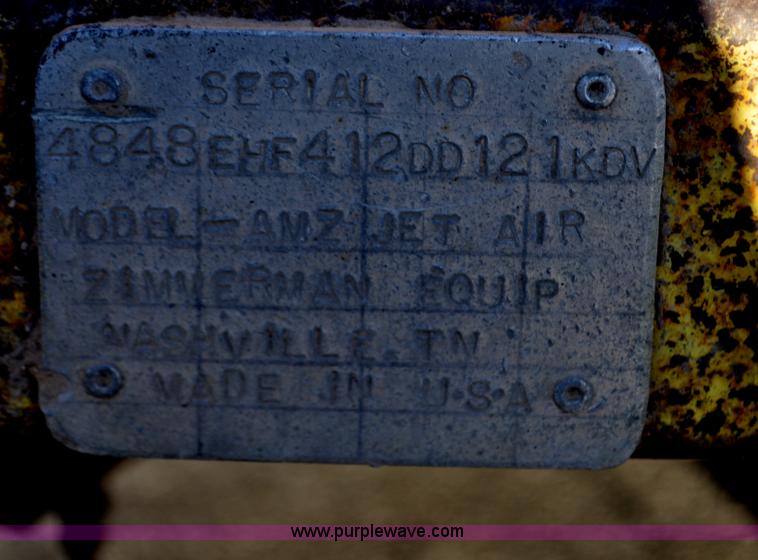 SERIAL NO
4848EHF412DD121KDV
MODEL-AMZ JET AIR
ZIMMERMAN EQUIP
NASHVILLE, TN
MADE IN U.S.A
www.purplewave.com